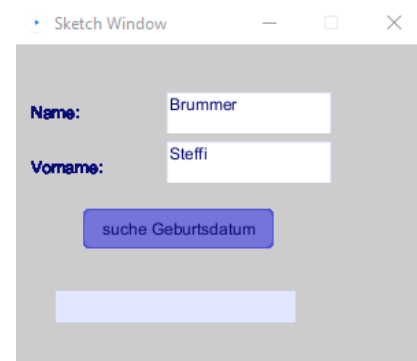 Sketch Window
Name:
Brummer
Vorname:
Steffi
suche Geburtsdatum